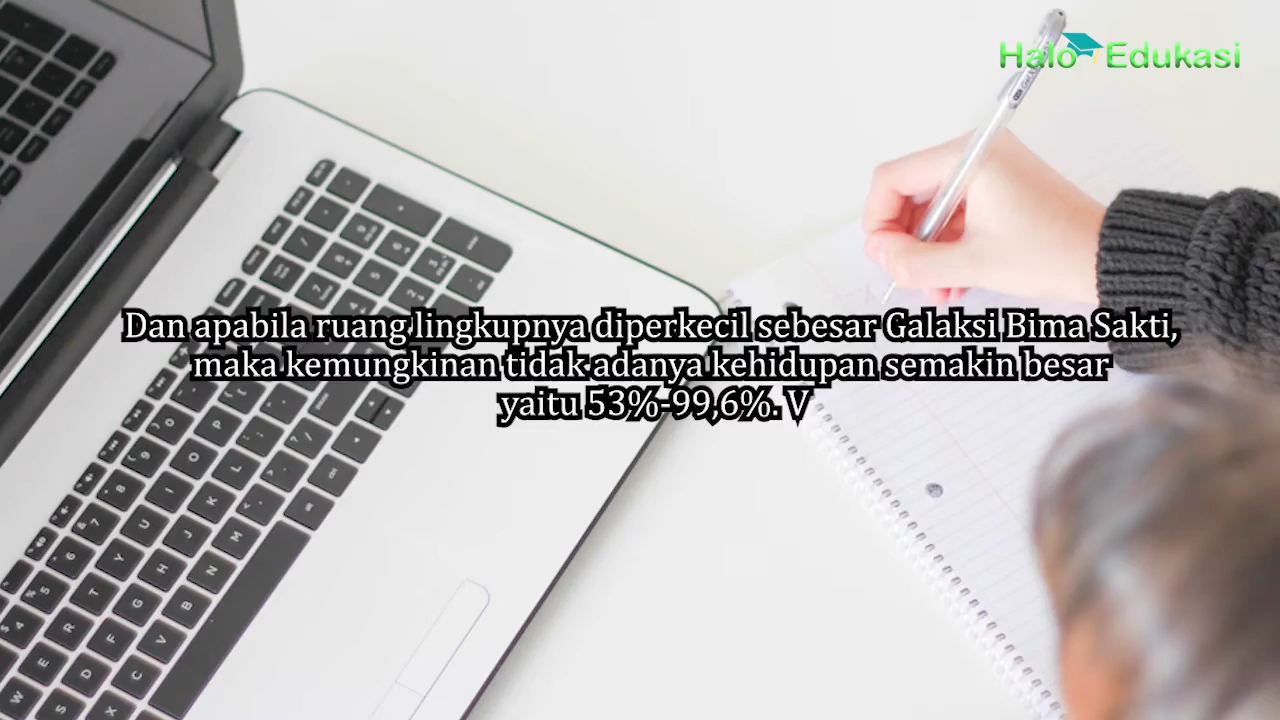 Halo Edukasi
Dan apabila ruang lingkupnya diperkecil sebesar Galaksi Bima Sakti,
maka kemungkinan tidak adanya kehidupan semakin besar
yaitu 53%-99,6%. V